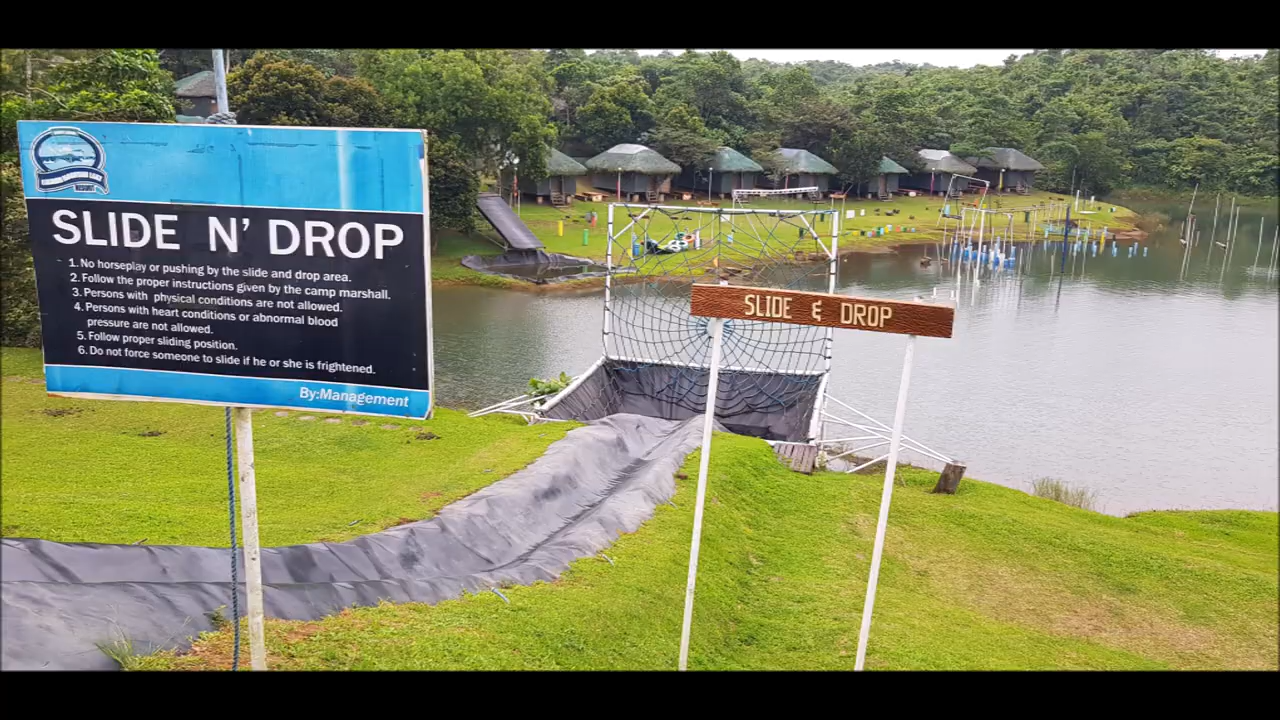 RESORT
SLIDE N' DROP
1. No horseplay or pushing by the slide and drop area.
2. Follow the proper instructions given by the camp marshall.
3. Persons with physical conditions are not allowed.
4. Persons with heart conditions or abnormal blood
pressure are not allowed.
5. Follow proper sliding position.
6. Do not force someone to slide if he or she is frightened.
By:Management
SLIDE & DROP